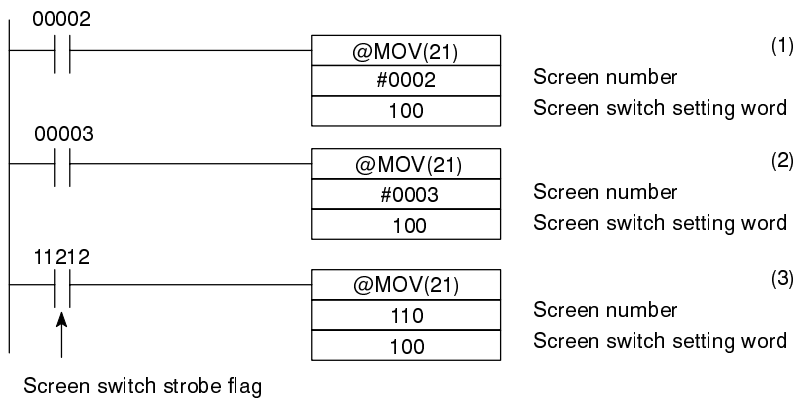 00002
@MOV(21) (1)
#0002 Screen number
100 Screen switch setting word
00003
@MOV(21) (2)
#0003 Screen number
100 Screen switch setting word
11212
@MOV(21) (3)
110 Screen number
100 Screen switch setting word
Screen switch strobe flag